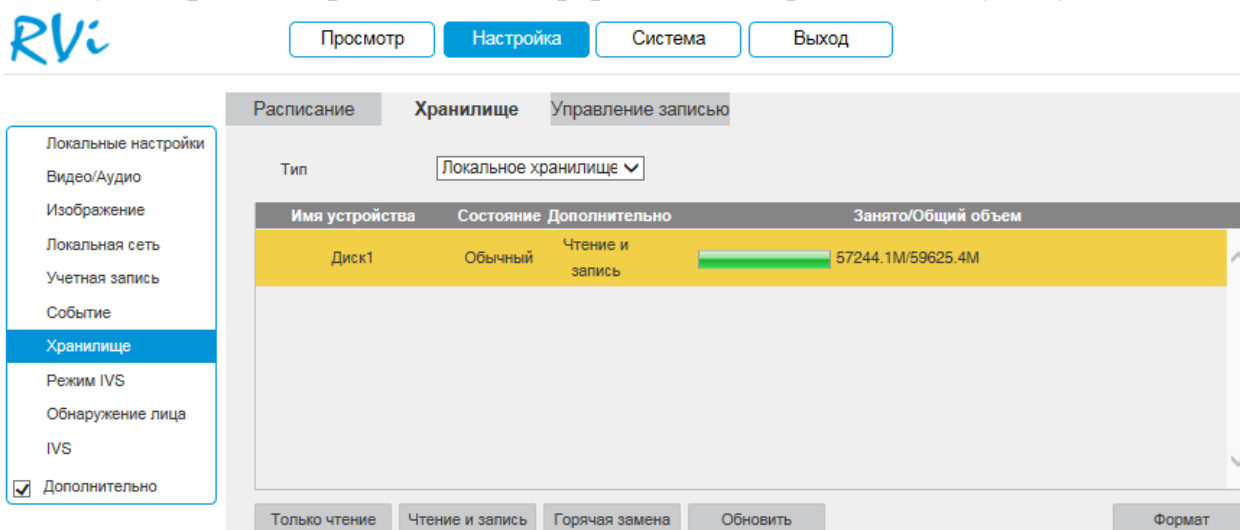 RVi
Просмотр Настройка Система Выход
Расписание Хранилище Управление записью
Локальные настройки
Видео/Аудио
Изображение
Локальная сеть
Учетная запись
Событие
Хранилище
Режим IVS
Обнаружение лица
IVS
Дополнительно
Тип Локальное хранилище
Имя устройства Состояние Дополнительно Занято/Общий объем
Диск1 Обычный Чтение и запись 57244.1M/59625.4M
Только чтение Чтение и запись Горячая замена Обновить Формат